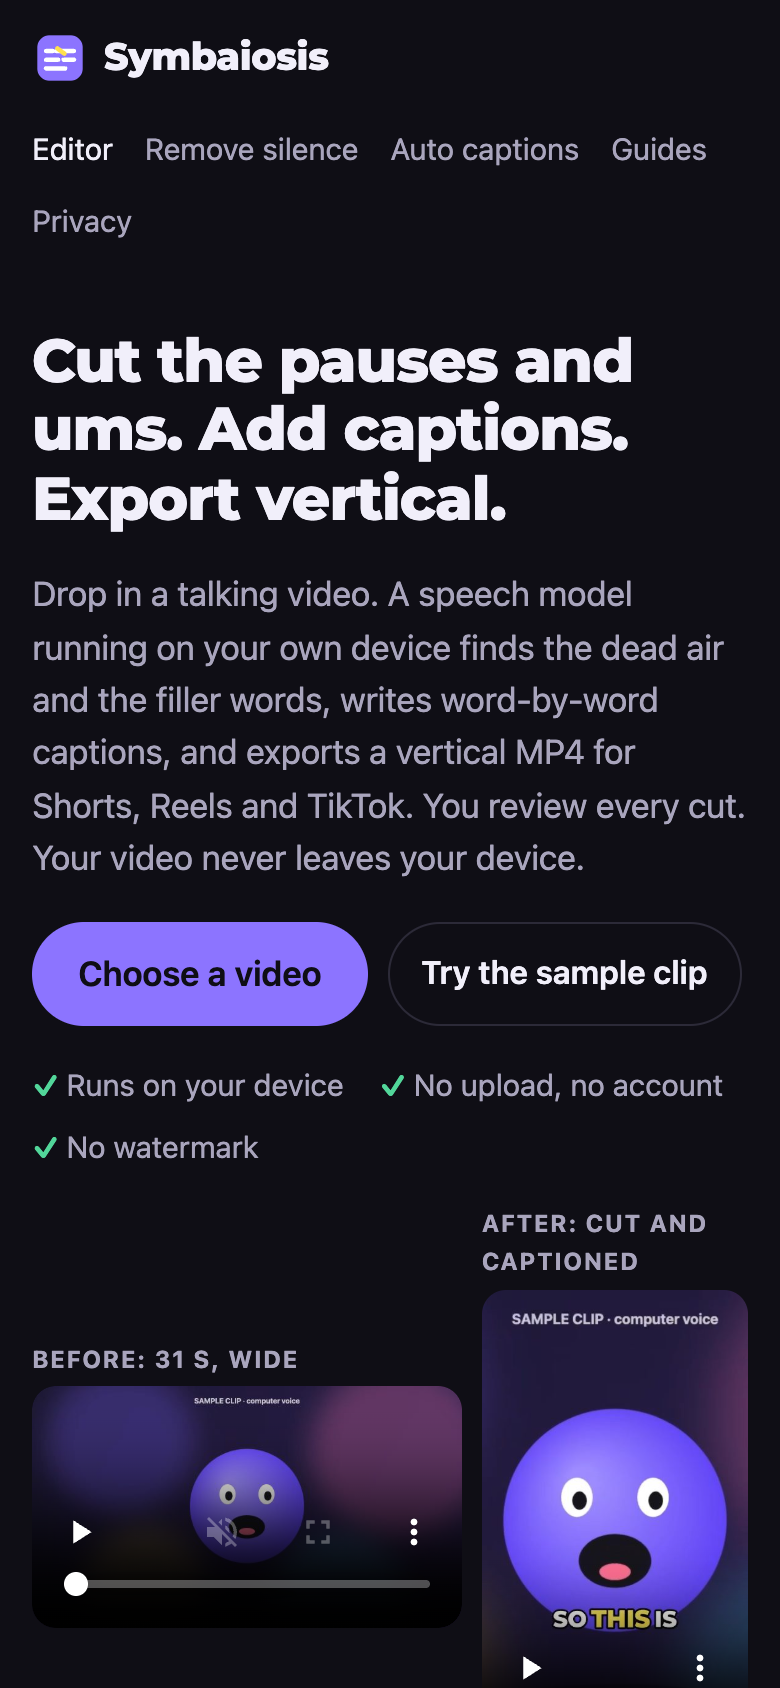 Symbaiosis
Editor Remove silence Auto captions Guides
Privacy
Cut the pauses and
ums. Add captions.
Export vertical.
Drop in a talking video. A speech model
running on your own device finds the dead air
and the filler words, writes word-by-word
captions, and exports a vertical MP4 for
Shorts, Reels and TikTok. You review every cut.
Your video never leaves your device.
Choose a video Try the sample clip
Runs on your device No upload, no account
No watermark
BEFORE: 31 S, WIDE
SAMPLE CLIP · computer voice
AFTER: CUT AND
CAPTIONED
SAMPLE CLIP · computer voice
SO THIS IS